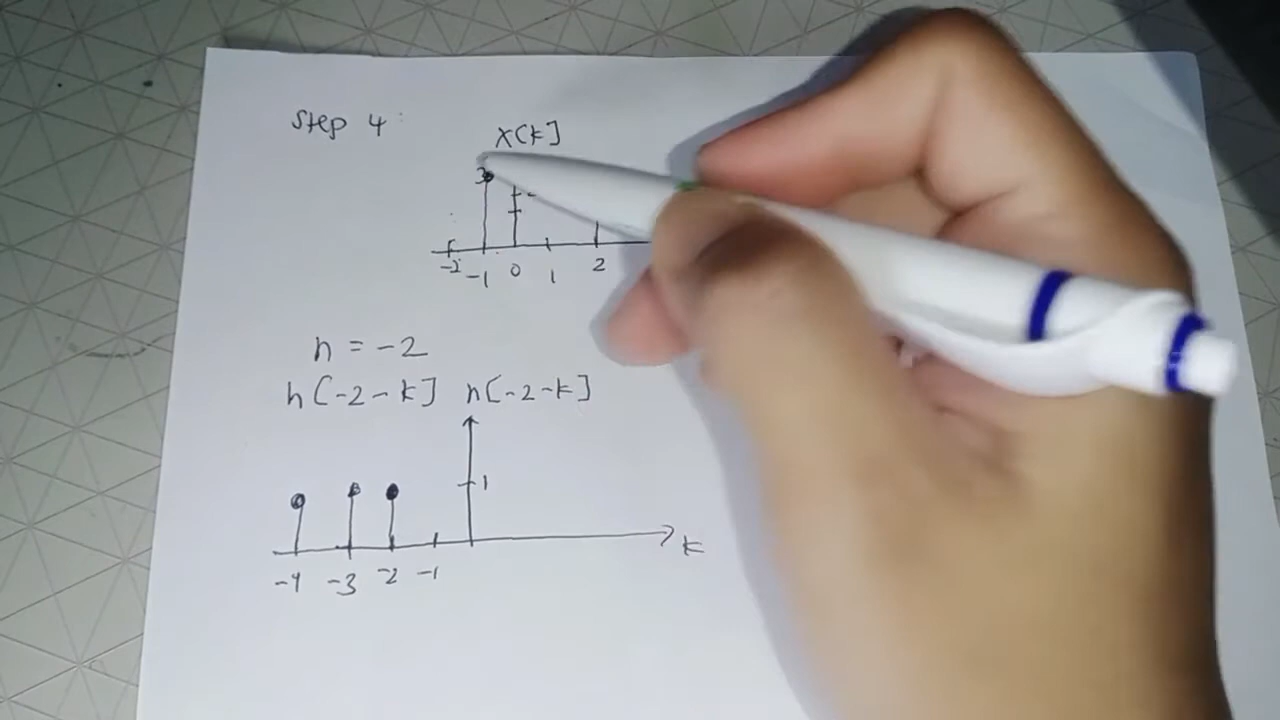 Step 4:
x[k]
3
-2 -1 0 1 2
n = -2
h[-2-k] h[-2-k]
1
k
-4 -3 -2 -1